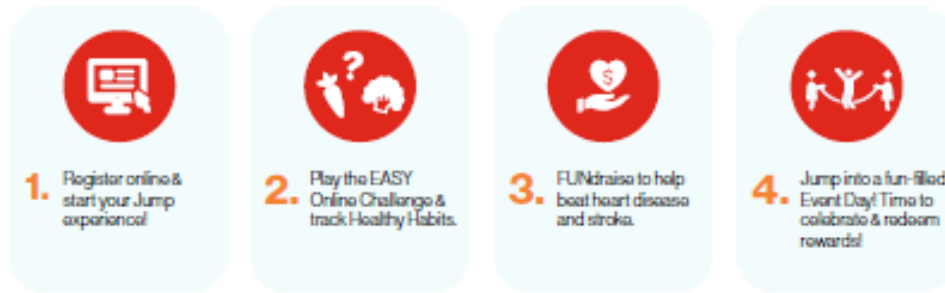 1. Register online &
start your Jump
experience!
2. Play the EASY
Online Challenge &
track Healthy Habits.
3. FUNdraise to help
beat heart disease
and stroke.
4. Jump into a fun-filled
Event Day! Time to
celebrate & redeem
rewards!